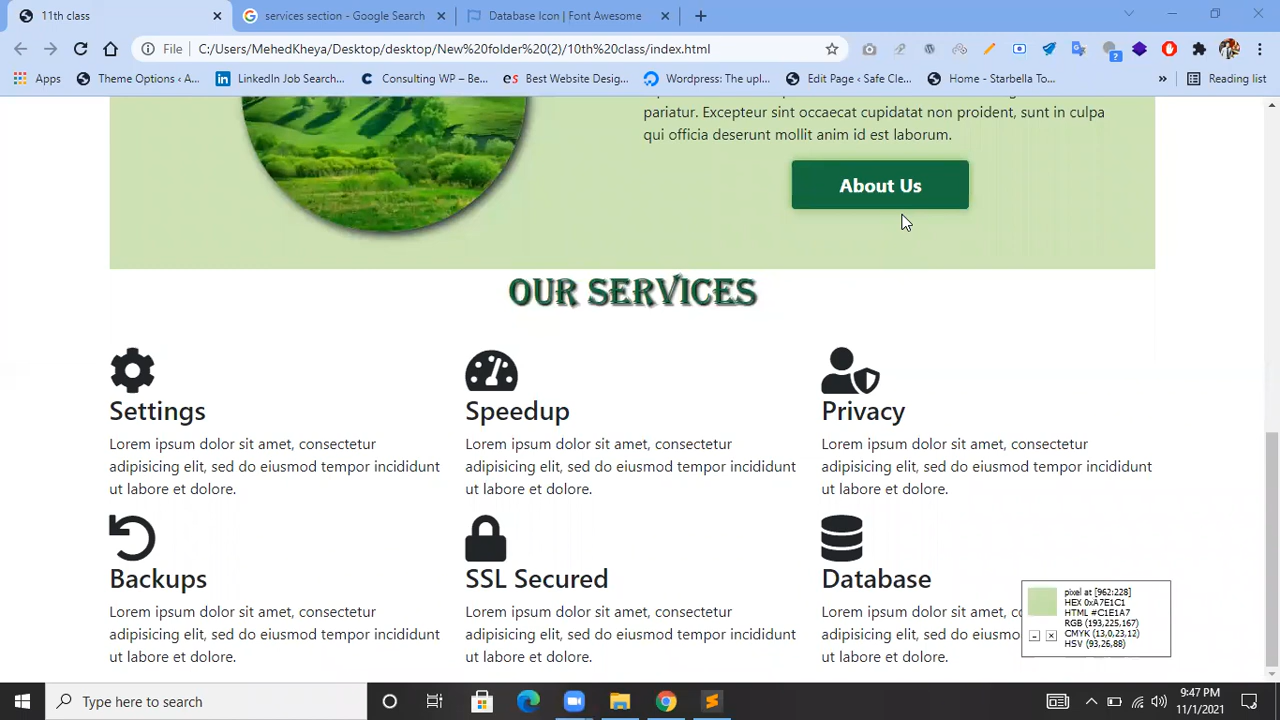 11th class
services section - Google Search
Database Icon | Font Awesome
File
C:/Users/MehedKheya/Desktop/desktop/New%20folder%20(2)/10th%20class/index.html
Apps
Theme Options ‹ A...
LinkedIn Job Search...
Consulting WP – Be...
Best Website Design...
Wordpress? The upl...
Edit Page ‹ Safe Cle...
Home - Starbella To...
»
Reading list
pariatur. Excepteur sint occaecat cupidatat non proident, sunt in culpa
qui officia deserunt mollit anim id est laborum.
About Us
OUR SERVICES
Settings
Lorem ipsum dolor sit amet, consectetur
adipisicing elit, sed do eiusmod tempor incididunt
ut labore et dolore.
Speedup
Lorem ipsum dolor sit amet, consectetur
adipisicing elit, sed do eiusmod tempor incididunt
ut labore et dolore.
Privacy
Lorem ipsum dolor sit amet, consectetur
adipisicing elit, sed do eiusmod tempor incididunt
ut labore et dolore.
Backups
Lorem ipsum dolor sit amet, consectetur
adipisicing elit, sed do eiusmod tempor incididunt
ut labore et dolore.
SSL Secured
Lorem ipsum dolor sit amet, consectetur
adipisicing elit, sed do eiusmod tempor incididunt
ut labore et dolore.
Database
Lorem ipsum dolor sit amet, co
adipisicing elit, sed do eiusmo
ut labore et dolore.
pixel at [962:228]
HEX 0xA7E1C1
HTML #C1E1A7
RGB (193,225,167)
CMYK (13,0,23,12)
HSV (93,26,88)
Type here to search
9:47 PM
11/1/2021